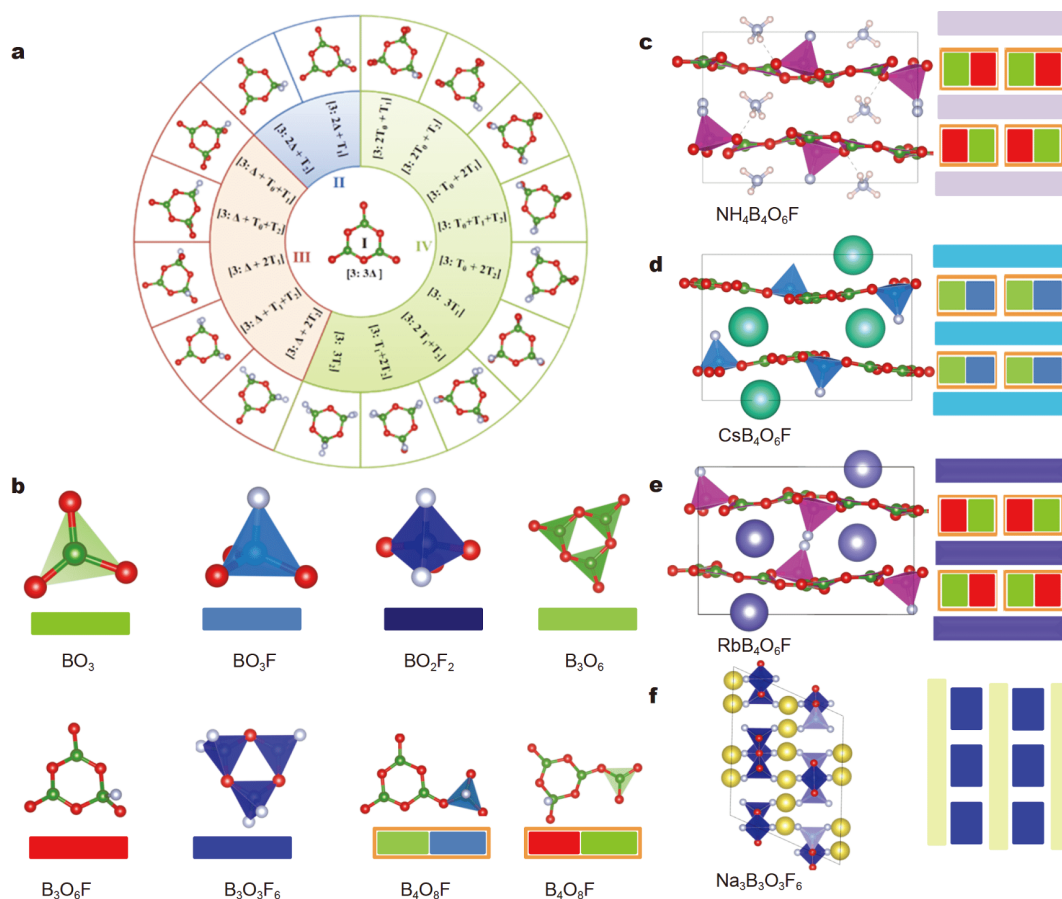 a
I
[3: 3Δ]
II
[3: 2Δ + T₂]
[3: 2Δ + T₁]
III
[3: Δ + T₀+T₁]
[3: Δ + T₀+T₂]
[3: Δ + 2T₁]
[3: Δ + T₁+T₂]
[3: Δ + 2T₂]
IV
[3: 2T₀ + T₁]
[3: 2T₀ + T₂]
[3: T₀ + 2T₁]
[3: T₀+T₁+T₂]
[3: T₀ + 2T₂]
[3: 3T₁]
[3: 2 T₁+T₂]
[3: T₁+2T₂]
[3: 3T₂]
b
BO₃
BO₃F
BO₂F₂
B₃O₆
B₃O₆F
B₃O₃F₆
B₄O₈F
B₄O₈F
c
NH₄B₄O₆F
d
CsB₄O₆F
e
RbB₄O₆F
f
Na₃B₃O₃F₆